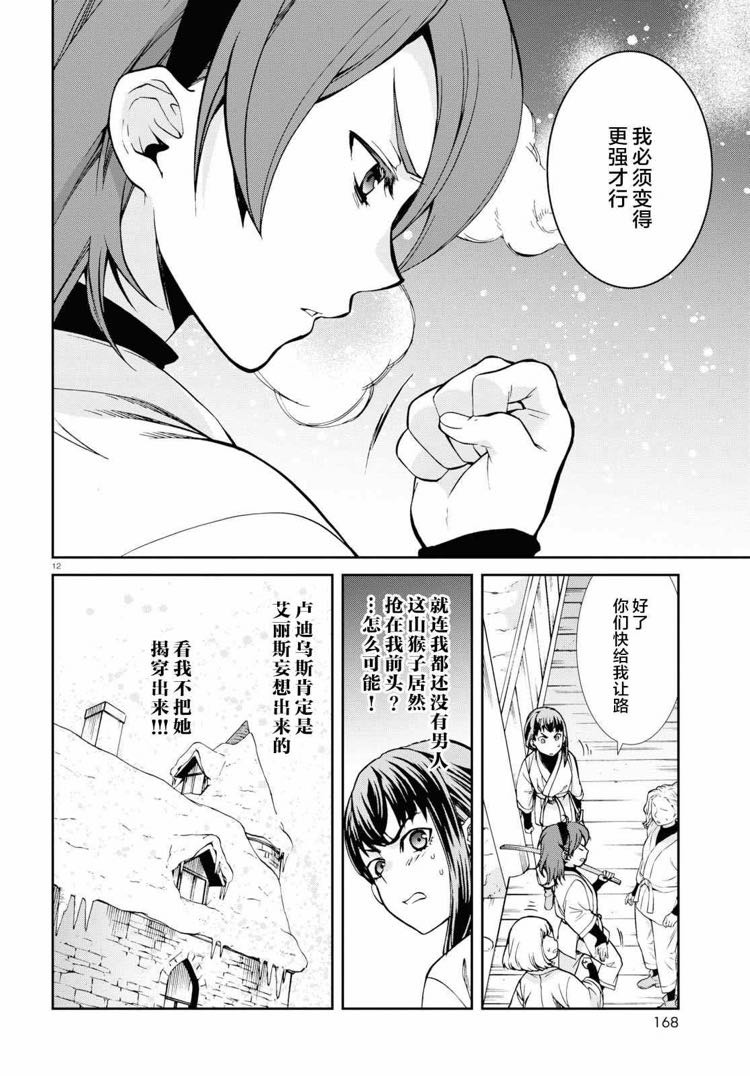 我必须变得
更强才行
12
好了
你们快给我让路
就连我都还没有男人
这山猴子居然
抢在我前头？
…怎么可能！
卢迪乌斯肯定是
艾丽斯妄想出来的
看我不把她
揭穿出来!!!
168